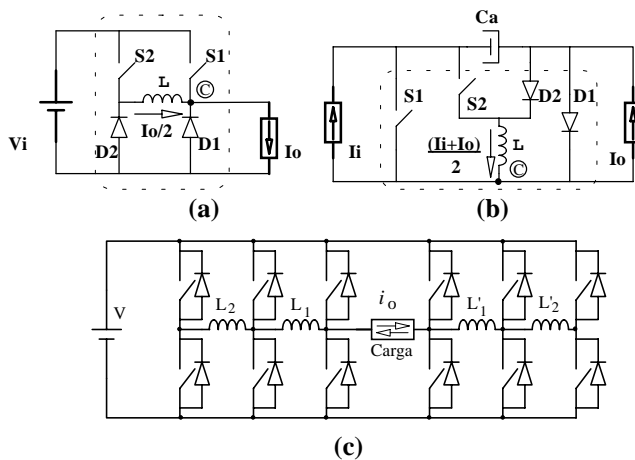 S2
S1
L
©
Vi
Io/2
D2
D1
Io
(a)
Ca
S1
S2
D2
D1
Ii
(Ii+Io)
2
L
©
Io
(b)
V
L2
L1
io
L'1
L'2
Carga
(c)